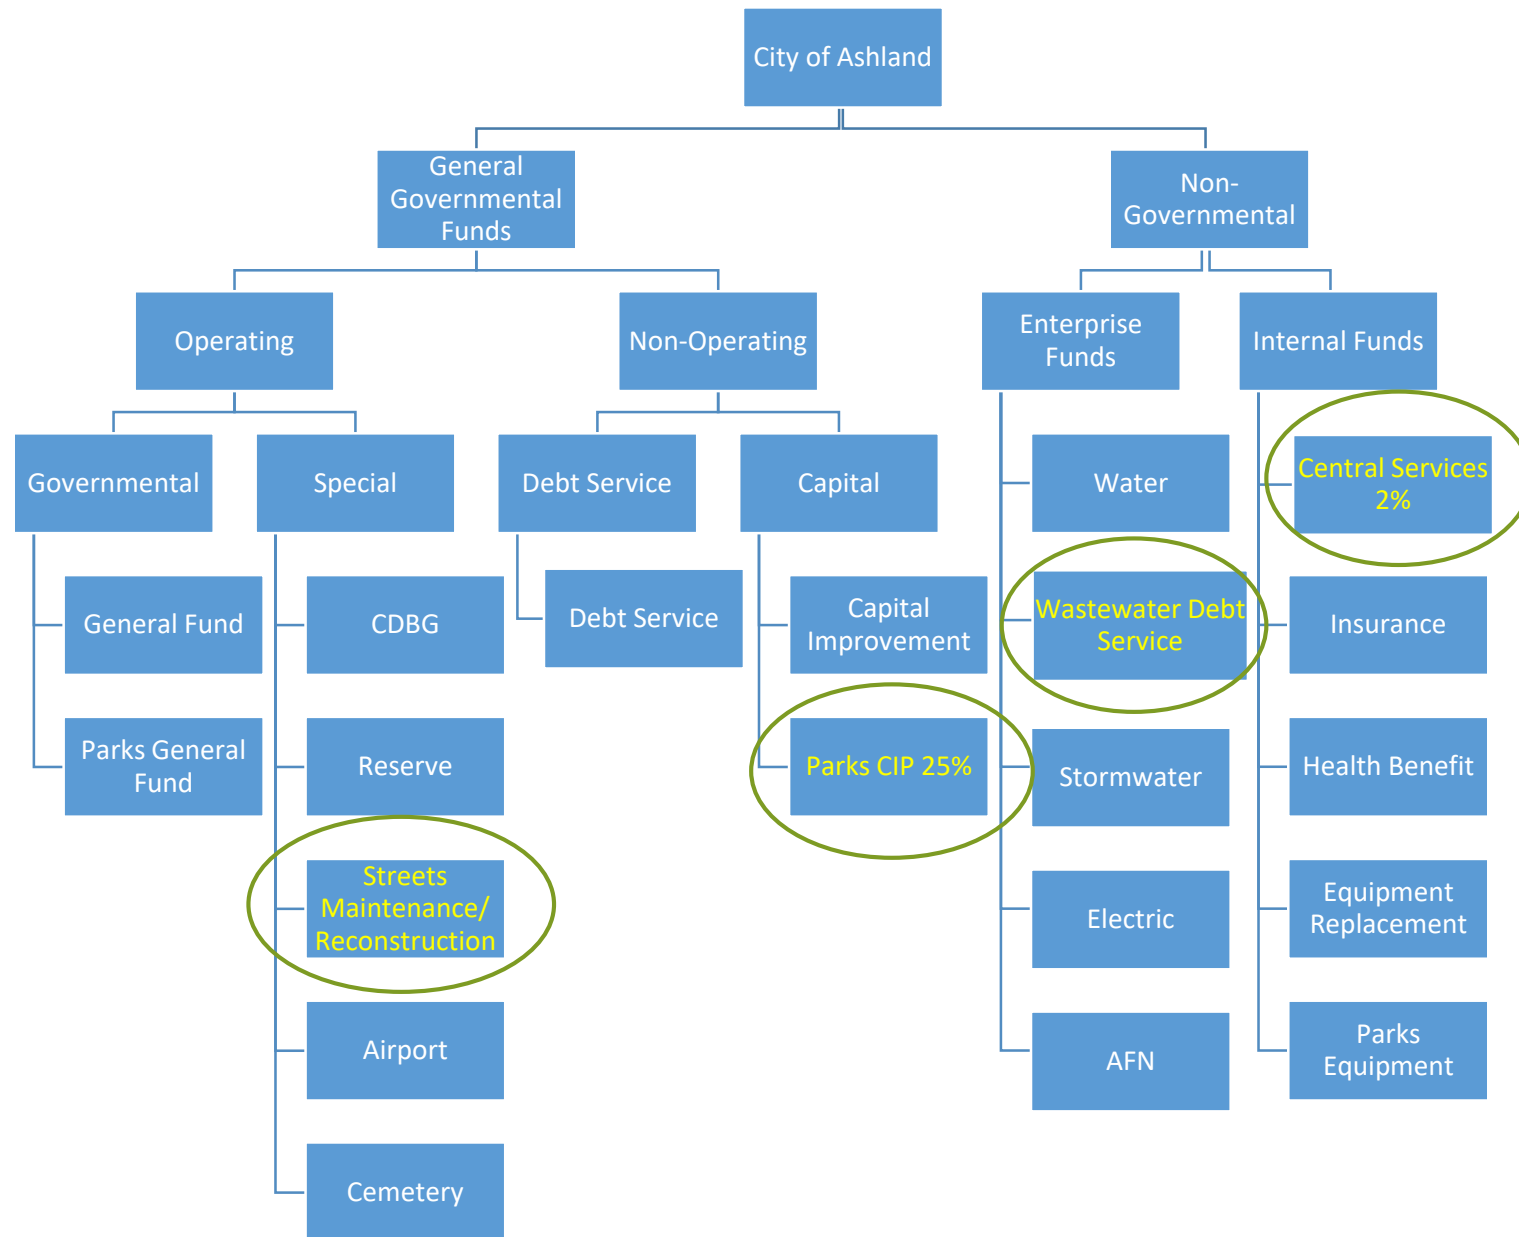 City of Ashland
General
Governmental
Funds
Non-
Governmental
Operating
Non-Operating
Enterprise
Funds
Internal Funds
Governmental
Special
Debt Service
Capital
Water
Central Services
2%
General Fund
CDBG
Debt Service
Capital
Improvement
Wastewater Debt
Service
Insurance
Parks General
Fund
Reserve
Parks CIP 25%
Stormwater
Health Benefit
Streets
Maintenance/
Reconstruction
Electric
Equipment
Replacement
Airport
AFN
Parks
Equipment
Cemetery